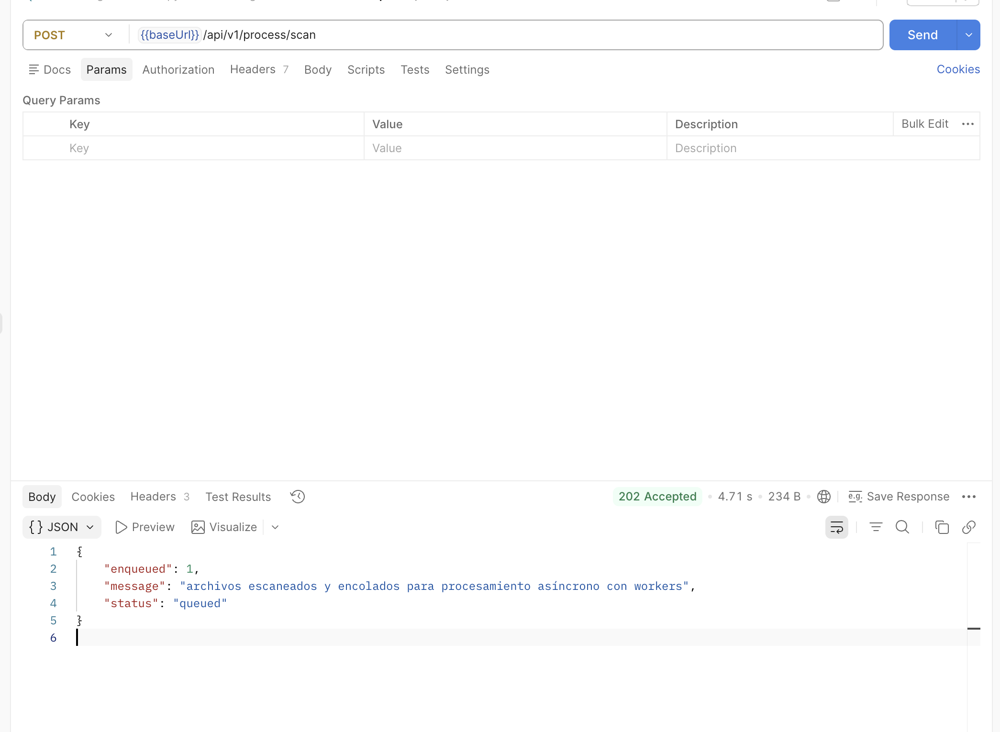 POST {{baseUrl}}/api/v1/process/scan Send
Docs Params Authorization Headers 7 Body Scripts Tests Settings Cookies
Query Params
Key Value Description Bulk Edit
Key Value Description
Body Cookies Headers 3 Test Results 202 Accepted 4.71 s 234 B e.g. Save Response
{} JSON Preview Visualize
1 {
2 "enqueued": 1,
3 "message": "archivos escaneados y encolados para procesamiento asíncrono con workers",
4 "status": "queued"
5 }
6